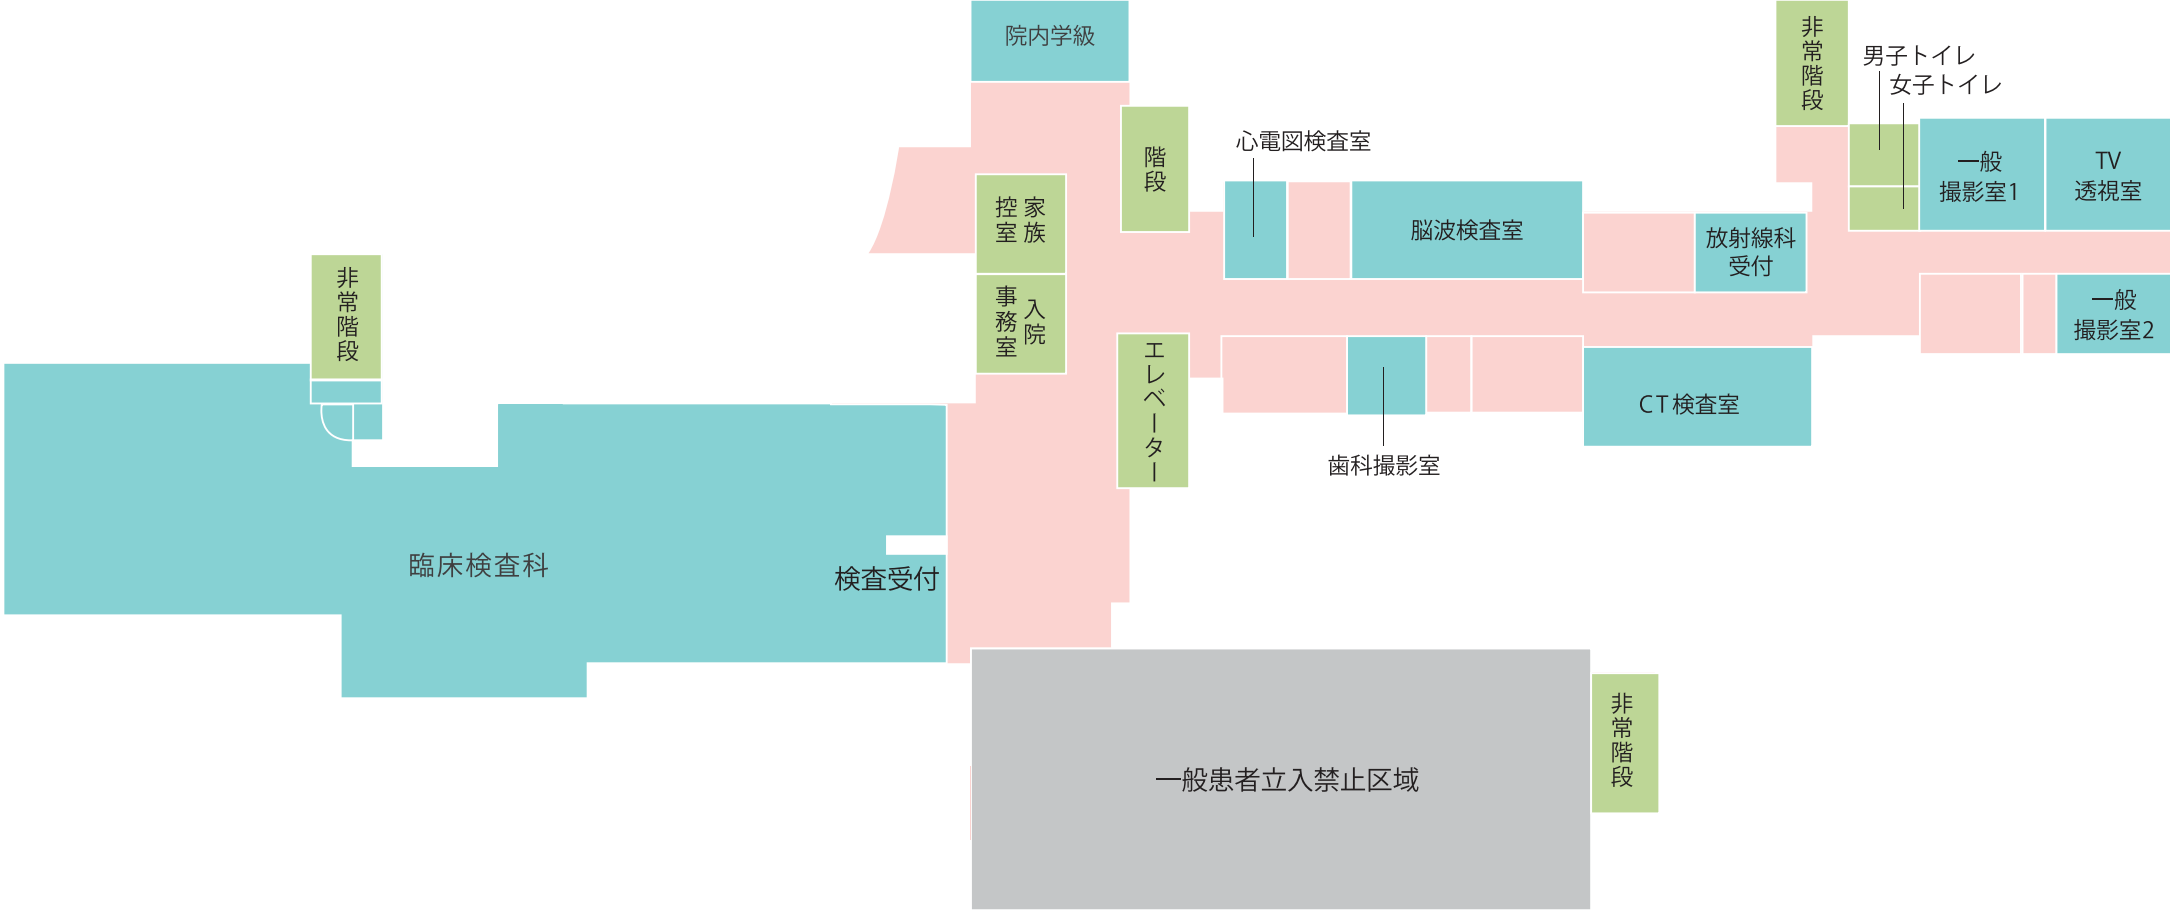 院内学級
非常階段
男子トイレ
女子トイレ
階段
心電図検査室
一般
撮影室1
TV
透視室
家族
控室
脳波検査室
放射線科
受付
非常階段
入院
事務室
一般
撮影室2
エレベーター
CT検査室
歯科撮影室
臨床検査科
検査受付
非常階段
一般患者立入禁止区域